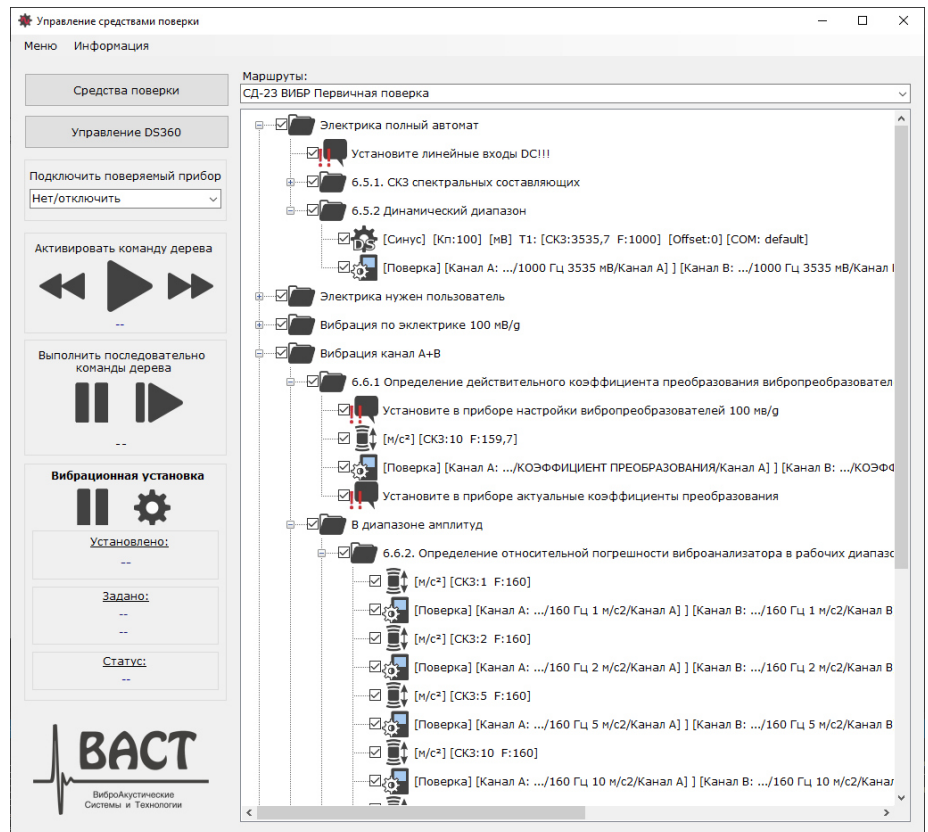 Управление средствами поверки
Меню Информация
Средства поверки
Управление DS360
Подключить поверяемый прибор
Нет/отключить
Активировать команду дерева
--
Выполнить последовательно
команды дерева
--
Вибрационная установка
Установлено:
--
Задано:
--
--
Статус:
--
ВАСТ
ВиброАкустические
Системы и Технологии
Маршруты:
СД-23 ВИБР Первичная поверка
Электрика полный автомат
!! Установите линейные входы DC!!!
6.5.1. СКЗ спектральных составляющих
6.5.2 Динамический диапазон
DS [Синус] [Кп:100] [мВ] T1: [СКЗ:3535,7 F:1000] [Offset:0] [COM: default]
[Поверка] [Канал A: .../1000 Гц 3535 мВ/Канал A] ] [Канал B: .../1000 Гц 3535 мВ/Канал
Электрика нужен пользователь
Вибрация по эклектрике 100 мВ/g
Вибрация канал А+В
6.6.1 Определение действительного коэффициента преобразования вибропреобразовател
!! Установите в приборе настройки вибропреобразователей 100 мв/g
[м/с²] [СКЗ:10 F:159,7]
[Поверка] [Канал A: .../КОЭФФИЦИЕНТ ПРЕОБРАЗОВАНИЯ/Канал A] ] [Канал B: .../КОЭФФ
!! Установите в приборе актуальные коэффициенты преобразования
В диапазоне амплитуд
6.6.2. Определение относительной погрешности виброанализатора в рабочих диапазо
[м/с²] [СКЗ:1 F:160]
[Поверка] [Канал A: .../160 Гц 1 м/с2/Канал A] ] [Канал B: .../160 Гц 1 м/с2/Канал B
[м/с²] [СКЗ:2 F:160]
[Поверка] [Канал A: .../160 Гц 2 м/с2/Канал A] ] [Канал B: .../160 Гц 2 м/с2/Канал B
[м/с²] [СКЗ:5 F:160]
[Поверка] [Канал A: .../160 Гц 5 м/с2/Канал A] ] [Канал B: .../160 Гц 5 м/с2/Канал B
[м/с²] [СКЗ:10 F:160]
[Поверка] [Канал A: .../160 Гц 10 м/с2/Канал A] ] [Канал B: .../160 Гц 10 м/с2/Канал